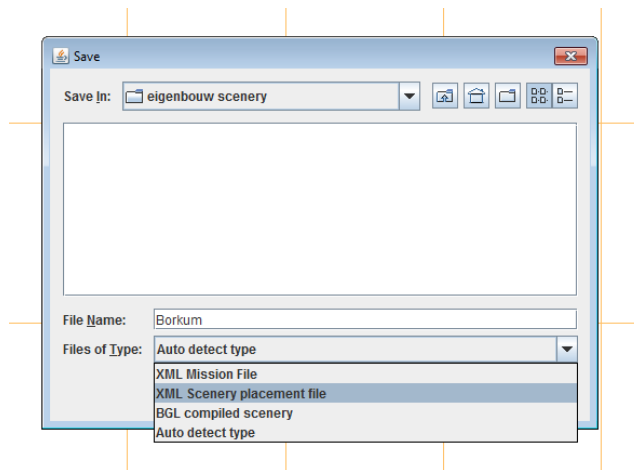 Save
Save In: eigenbouw scenery
File Name: Borkum
Files of Type: Auto detect type
XML Mission File
XML Scenery placement file
BGL compiled scenery
Auto detect type